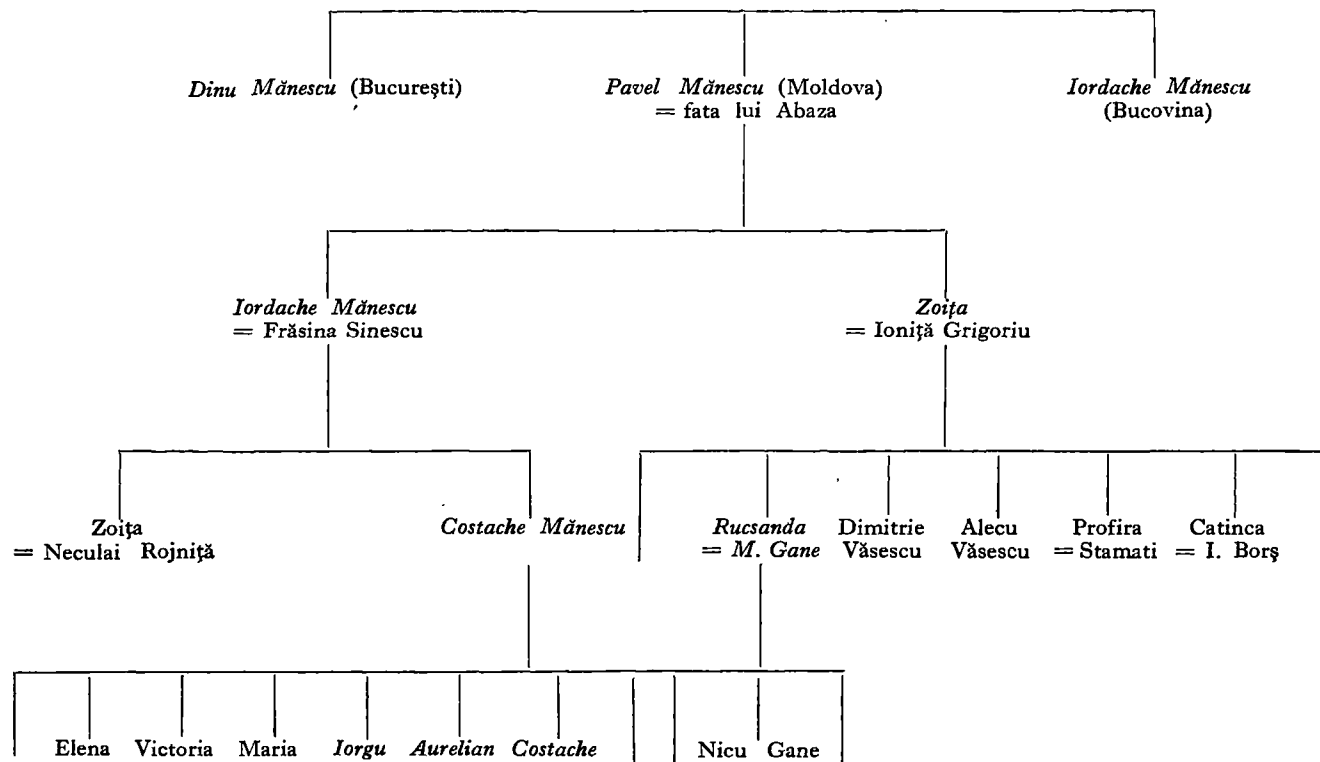 Dinu Mănescu (București)
Pavel Mănescu (Moldova)
= fata lui Abaza
Iordache Mănescu
(Bucovina)
Iordache Mănescu
= Frăsina Sinescu
Zoița
= Ioniță Grigoriu
Zoița
= Neculai Rojniță
Costache Mănescu
Rucsanda
= M. Gane
Dimitrie
Văsescu
Alecu
Văsescu
Profira
= Stamati
Catinca
= I. Borș
Elena
Victoria
Maria
Iorgu
Aurelian
Costache
Nicu Gane